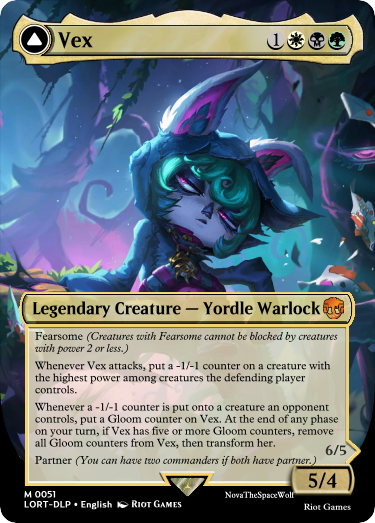 Vex 1
Legendary Creature — Yordle Warlock
Fearsome (Creatures with Fearsome cannot be blocked by creatures
with power 2 or less.)
Whenever Vex attacks, put a -1/-1 counter on a creature with
the highest power among creatures the defending player
controls.
Whenever a -1/-1 counter is put onto a creature an opponent
controls, put a Gloom counter on Vex. At the end of any phase
on your turn, if Vex has five or more Gloom counters, remove
all Gloom counters from Vex, then transform her.
6/5
Partner (You can have two commanders if both have partner.)
5/4
M 0051
LORT-DLP • English Riot Games
NovaTheSpaceWolf
Riot Games